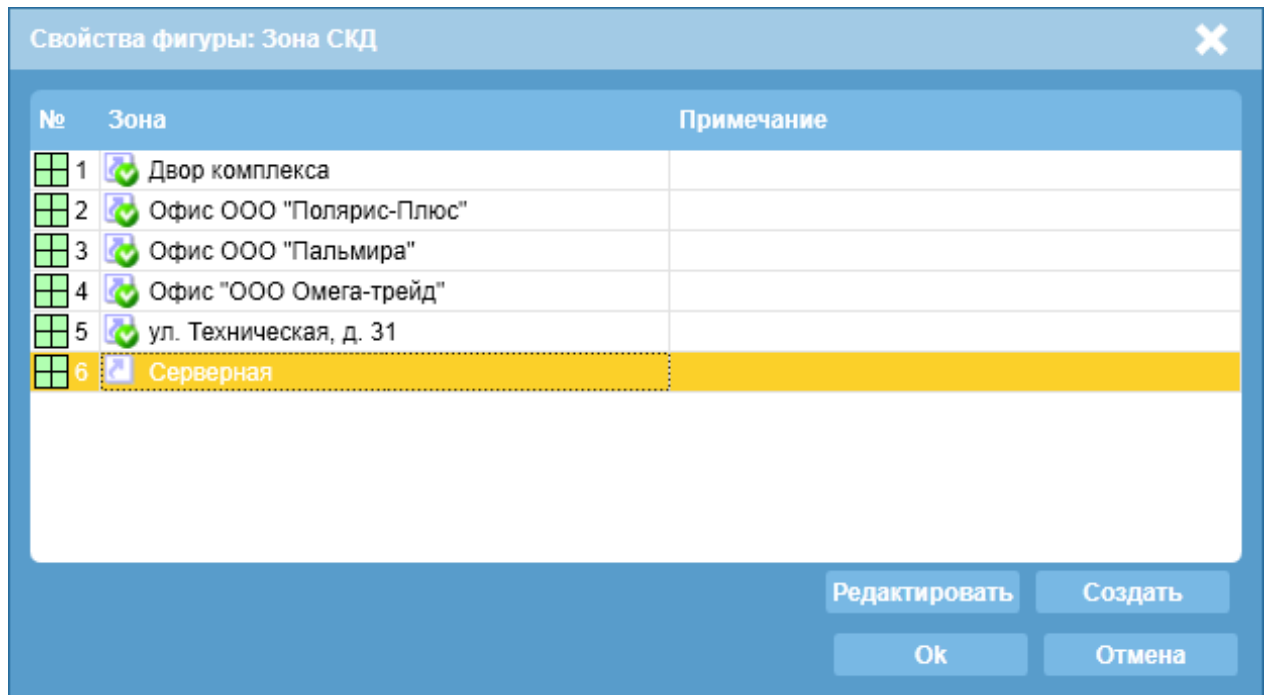 Свойства фигуры: Зона СКД
№ Зона Примечание
1 Двор комплекса
2 Офис ООО "Полярис-Плюс"
3 Офис ООО "Пальмира"
4 Офис "ООО Омега-трейд"
5 ул. Техническая, д. 31
6 Серверная
Редактировать Создать
Ok Отмена